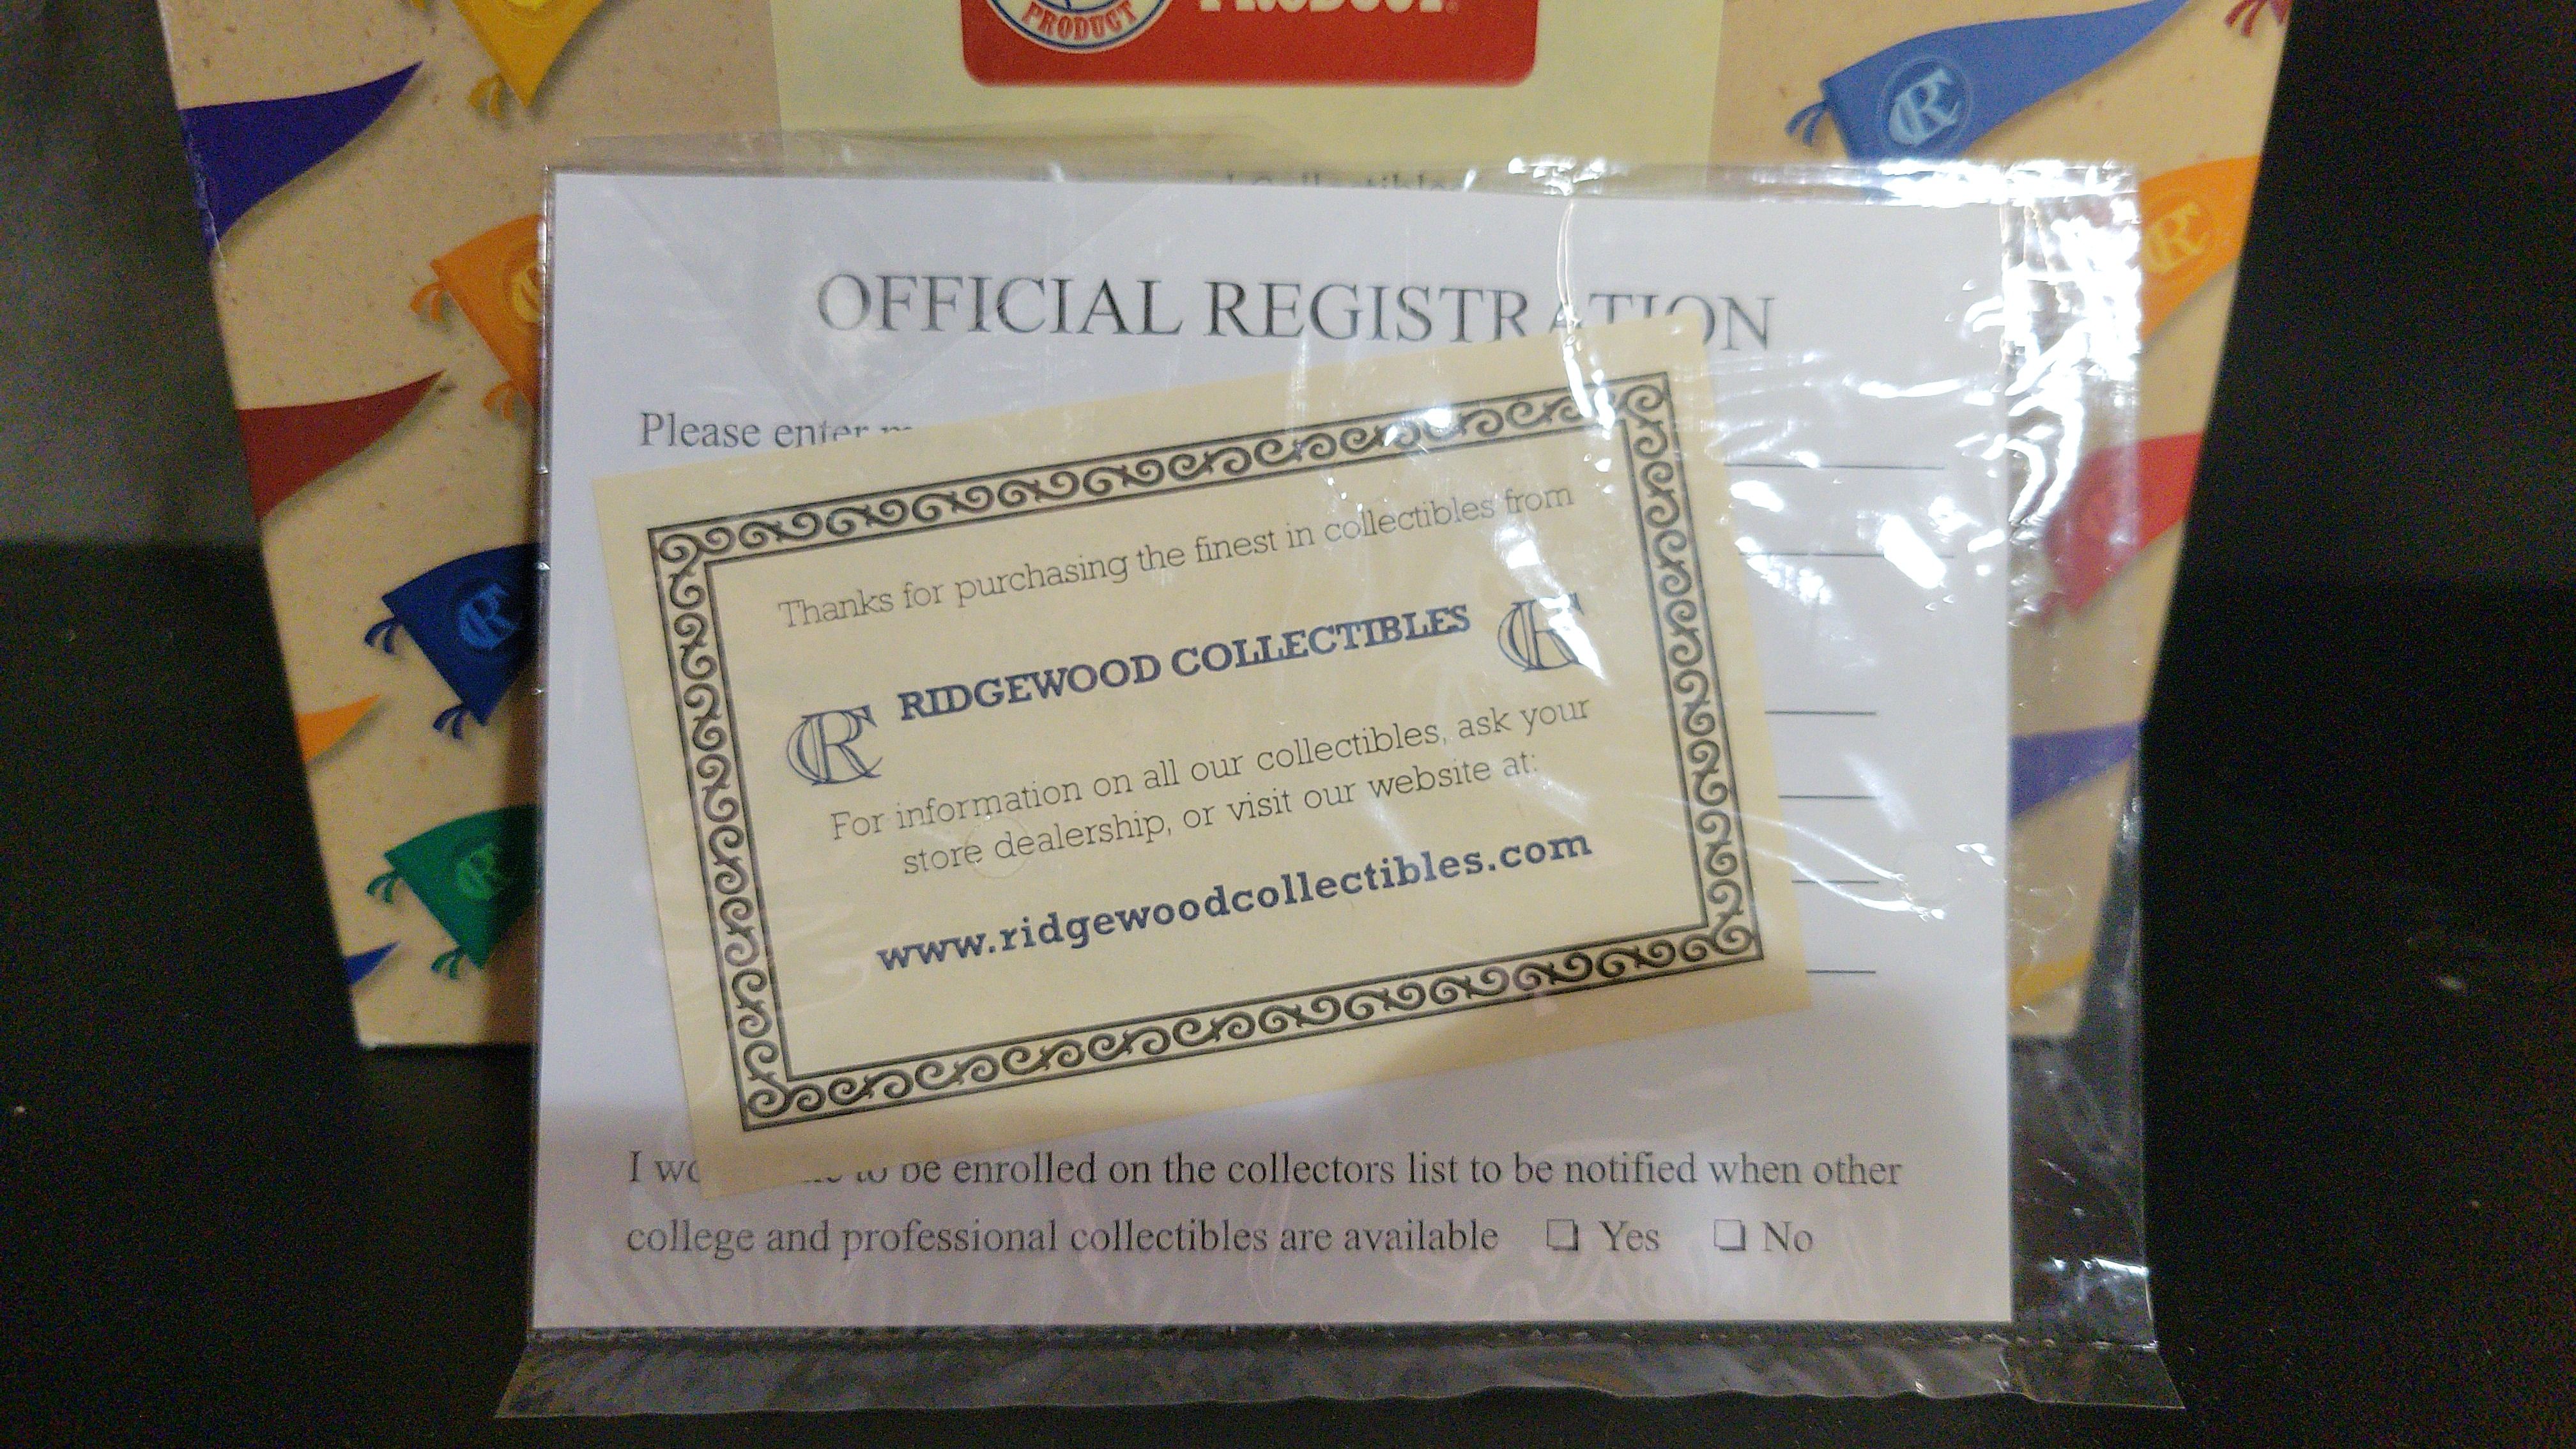 PRODUCT
PRODUCT
OFFICIAL REGISTRATION
Please enter
Thanks for purchasing the finest in collectibles from
RIDGEWOOD COLLECTIBLES
For information on all our collectibles, ask your
store dealership, or visit our website at:
www.ridgewoodcollectibles.com
I to be enrolled on the collectors list to be notified when other
college and professional collectibles are available ❏ Yes ❏ No